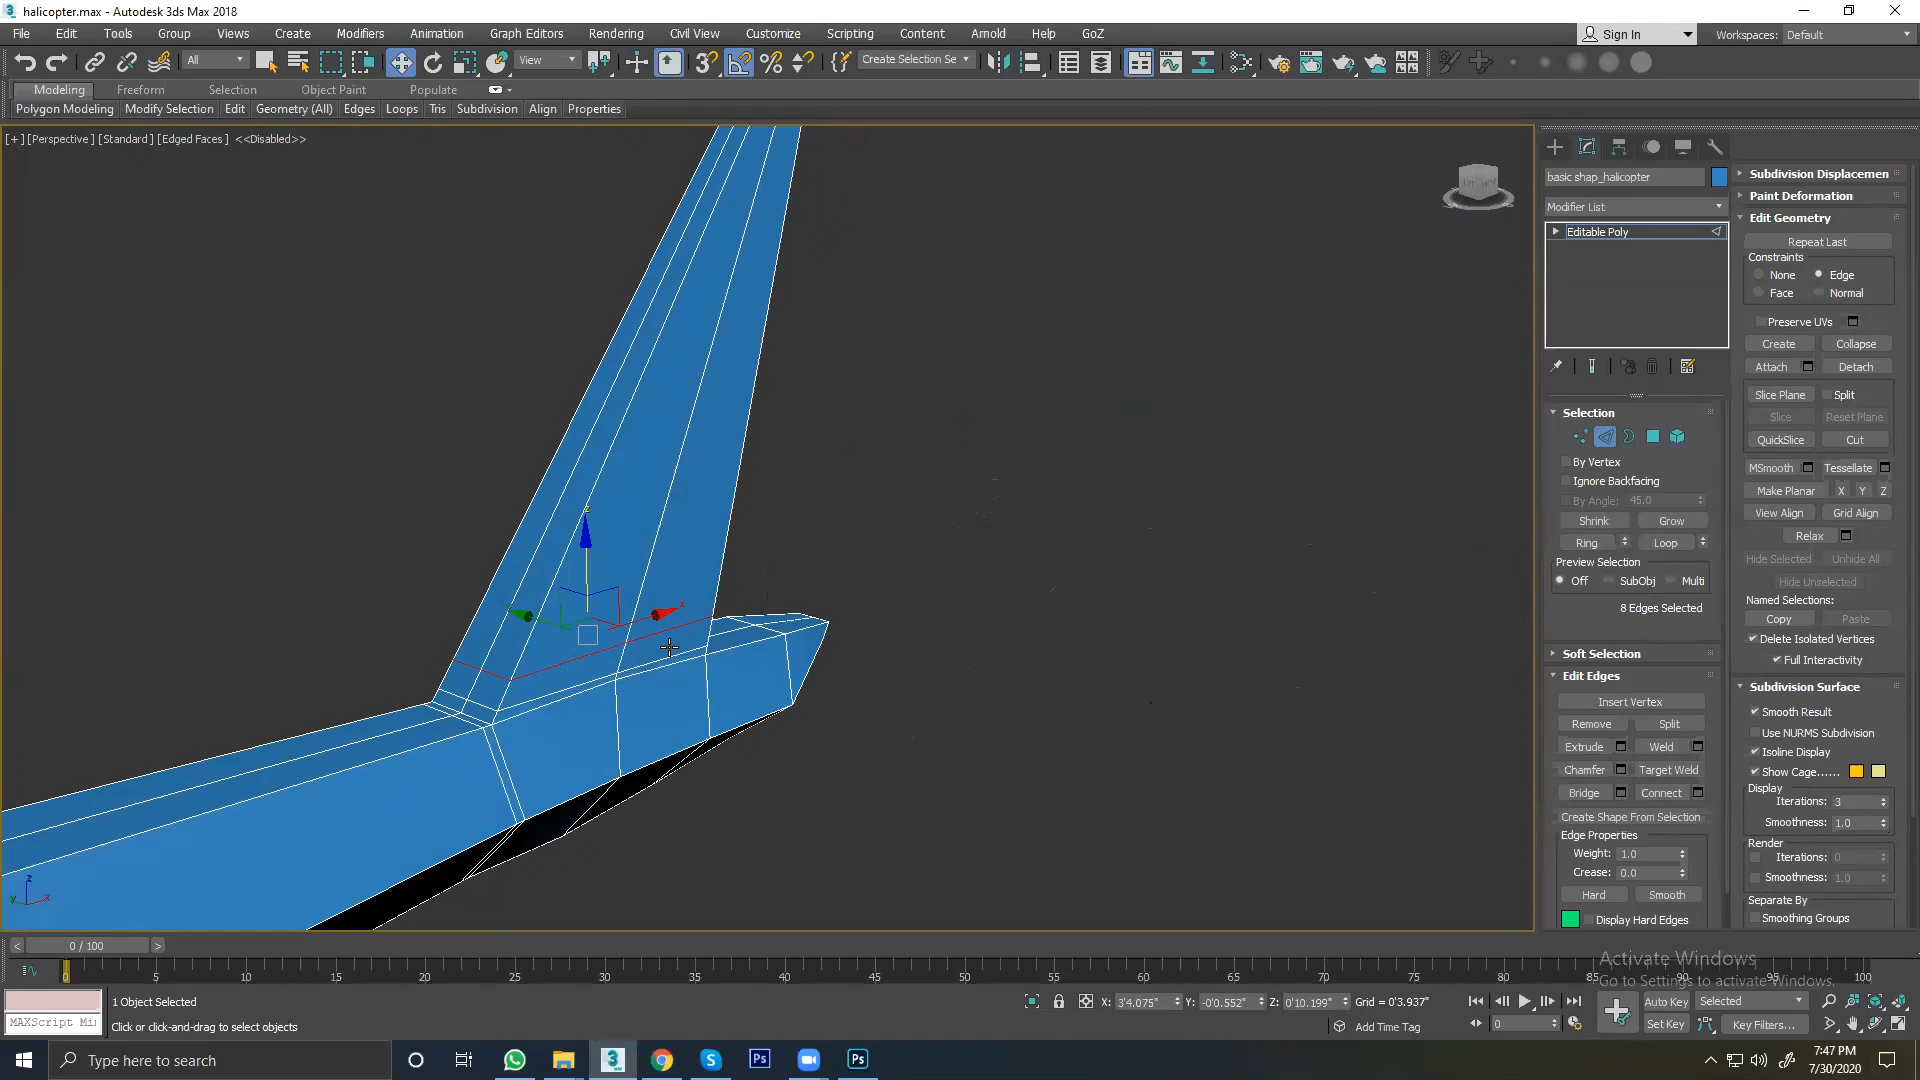 halicopter.max - Autodesk 3ds Max 2018
File Edit Tools Group Views Create Modifiers Animation Graph Editors Rendering Civil View Customize Scripting Content Arnold Help GoZ
Sign In Workspaces: Default
All View Create Selection Se
Modeling Freeform Selection Object Paint Populate
Polygon Modeling Modify Selection Edit Geometry (All) Edges Loops Tris Subdivision Align Properties
[+] [Perspective] [Standard] [Edged Faces] <<Disabled>>
basic shap_halicopter
Modifier List
Editable Poly
Selection
By Vertex
Ignore Backfacing
By Angle: 45.0
Shrink Grow
Ring Loop
Preview Selection
Off SubObj Multi
8 Edges Selected
Soft Selection
Edit Edges
Insert Vertex
Remove Split
Extrude Weld
Chamfer Target Weld
Bridge Connect
Create Shape From Selection
Edge Properties
Weight: 1.0
Crease: 0.0
Hard Smooth
Display Hard Edges
Subdivision Displacemen
Paint Deformation
Edit Geometry
Repeat Last
Constraints
None Edge
Face Normal
Preserve UVs
Create Collapse
Attach Detach
Slice Plane Split
Slice Reset Plane
QuickSlice Cut
MSmooth Tessellate
Make Planar X Y Z
View Align Grid Align
Relax
Hide Selected Unhide All
Hide Unselected
Named Selections:
Copy Paste
Delete Isolated Vertices
Full Interactivity
Subdivision Surface
Smooth Result
Use NURMS Subdivision
Isoline Display
Show Cage......
Display
Iterations: 3
Smoothness: 1.0
Render
Iterations: 0
Smoothness: 1.0
Separate By
Smoothing Groups
z
x
z
y
x
< 0 / 100 >
0 5 10 15 20 25 30 35 40 45 50 55 60 65 70 75 80 85 90 95 100
Activate Windows
Go to Settings to activate Windows.
1 Object Selected
X: 3'4.075" Y: -0'0.552" Z: 0'10.199" Grid = 0'3.937"
Auto Key Selected
MAXScript Mi
Click or click-and-drag to select objects
Add Time Tag
0
Set Key Key Filters...
Type here to search
7:47 PM
7/30/2020